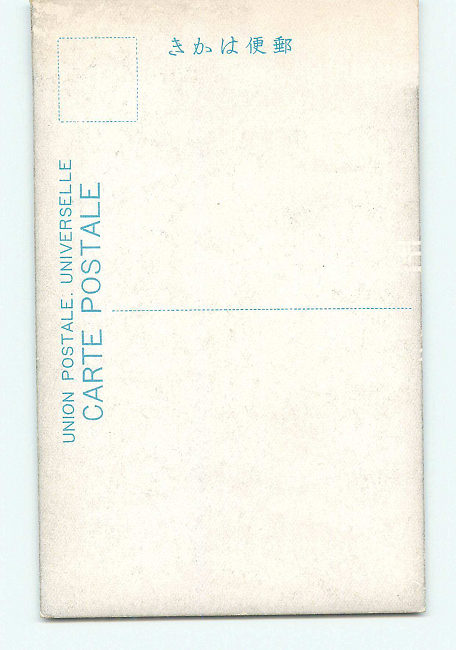 きかは便郵
UNION POSTALE. UNIVERSELLE
CARTE POSTALE